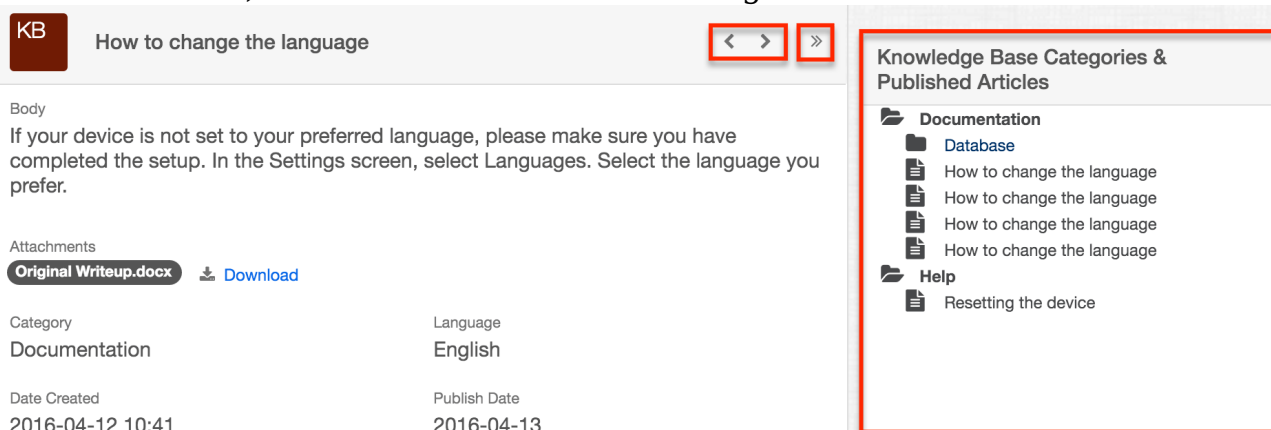 KB
How to change the language
Body
If your device is not set to your preferred language, please make sure you have
completed the setup. In the Settings screen, select Languages. Select the language you
prefer.
Attachments
Original Writeup.docx Download
Category Language
Documentation English
Date Created Publish Date
2016-04-12 10:41 2016-04-13
Knowledge Base Categories &
Published Articles
Documentation
Database
How to change the language
How to change the language
How to change the language
How to change the language
Help
Resetting the device